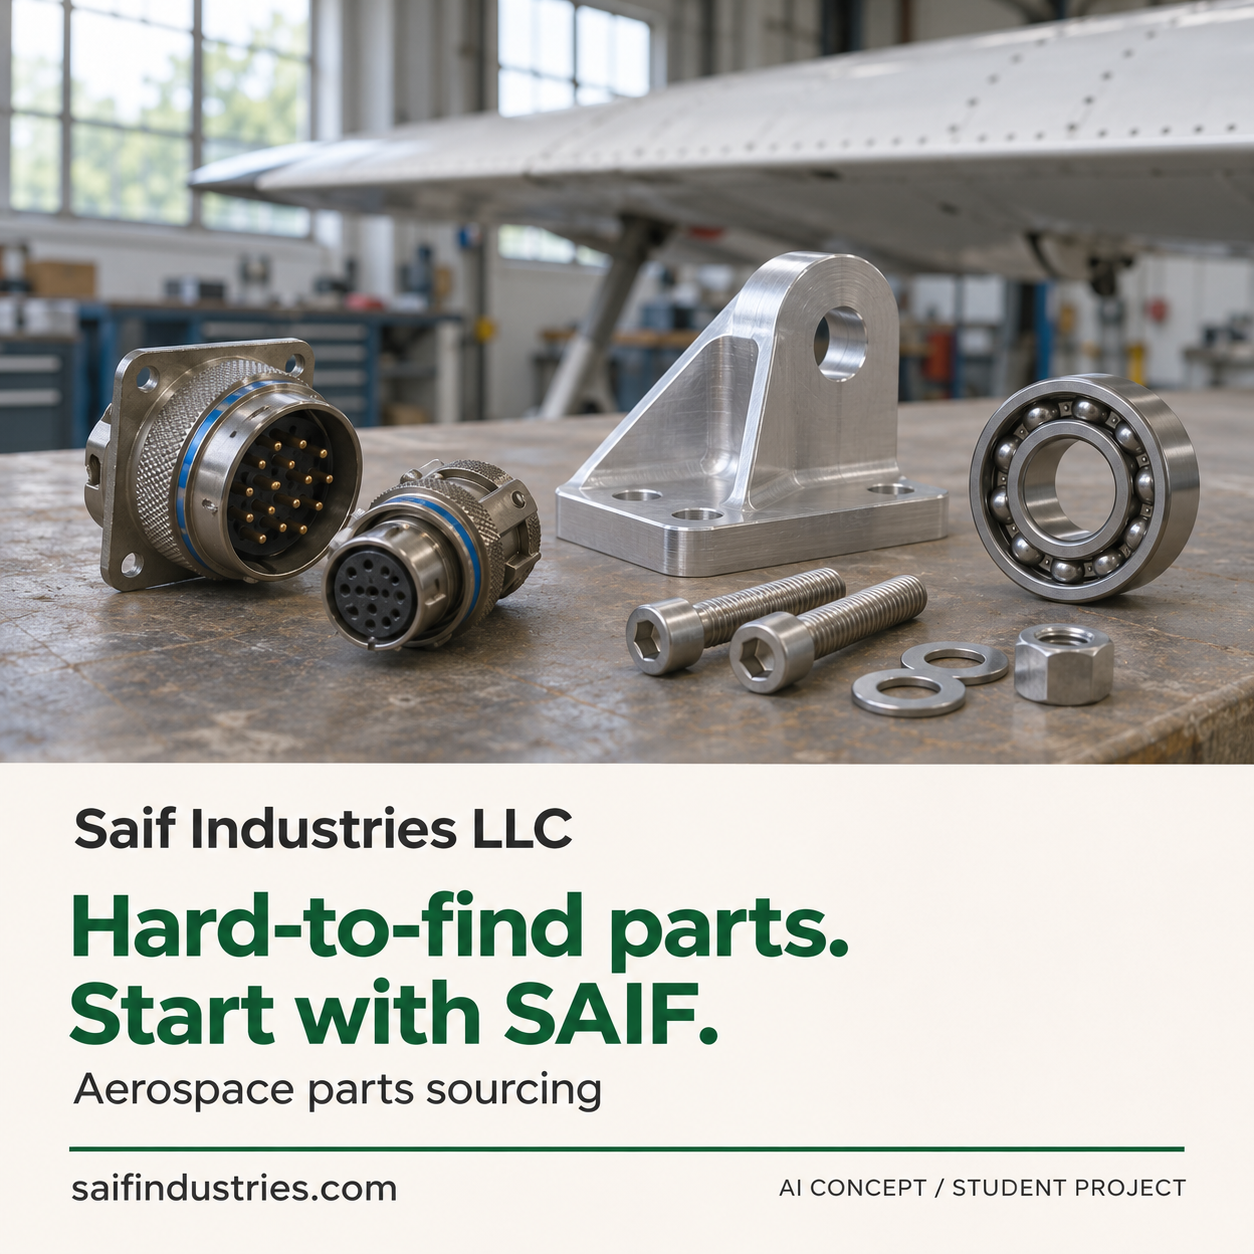 Saif Industries LLC
Hard-to-find parts.
Start with SAIF.
Aerospace parts sourcing
saifindustries.com
AI CONCEPT / STUDENT PROJECT